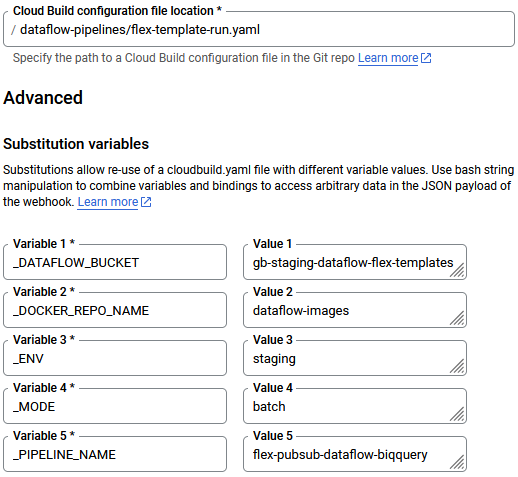 Cloud Build configuration file location *
/ dataflow-pipelines/flex-template-run.yaml
Specify the path to a Cloud Build configuration file in the Git repo Learn more
Advanced
Substitution variables
Substitutions allow re-use of a cloudbuild.yaml file with different variable values. Use bash string
manipulation to combine variables and bindings to access arbitrary data in the JSON payload of
the webhook. Learn more
Variable 1 * Value 1
_DATAFLOW_BUCKET gb-staging-dataflow-flex-templates
Variable 2 * Value 2
_DOCKER_REPO_NAME dataflow-images
Variable 3 * Value 3
_ENV staging
Variable 4 * Value 4
_MODE batch
Variable 5 * Value 5
_PIPELINE_NAME flex-pubsub-dataflow-biqquery